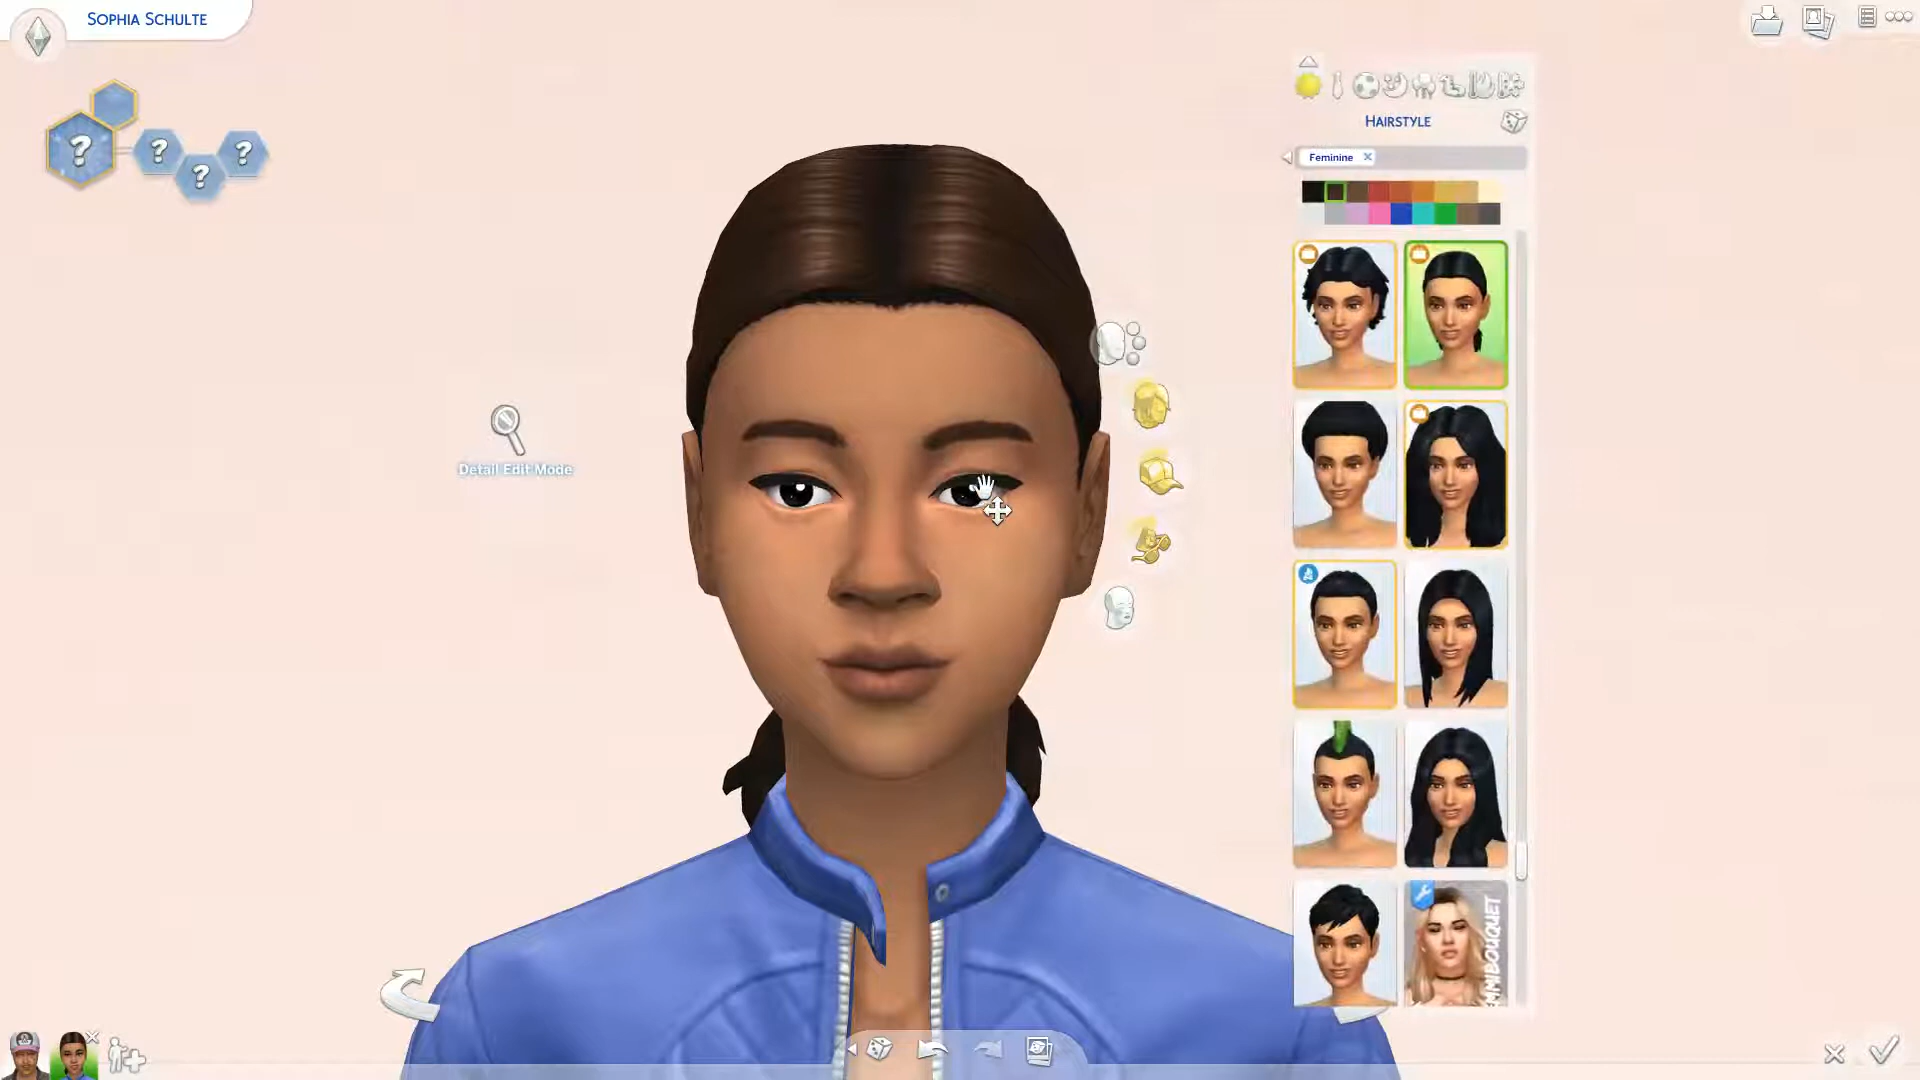 SOPHIA SCHULTE
HAIRSTYLE
Feminine
Detail Edit Mode
? ? ? ?